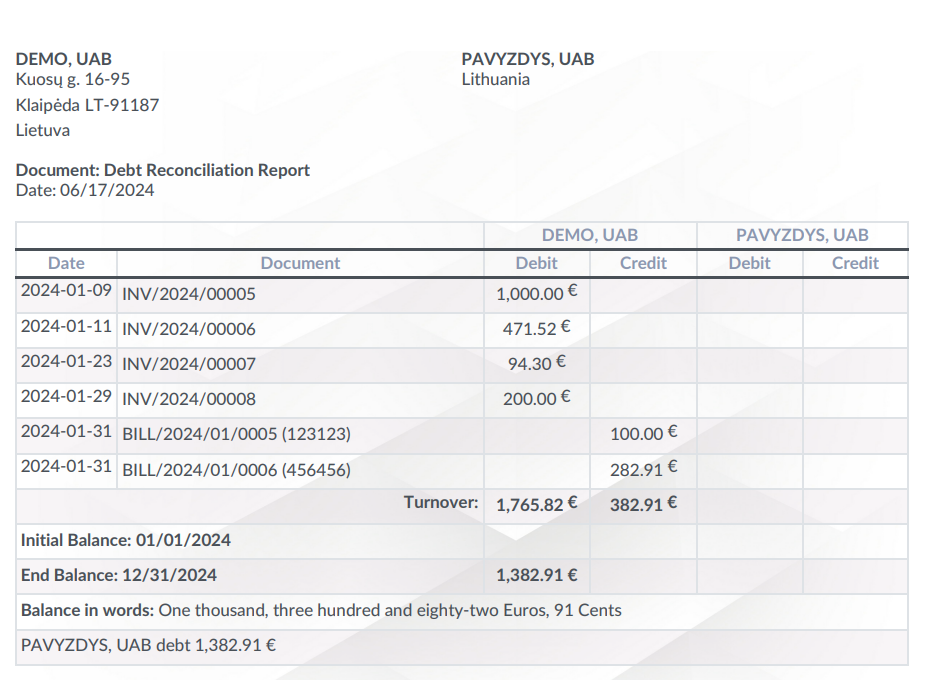 DEMO, UAB
Kuosų g. 16-95
Klaipėda LT-91187
Lietuva
PAVYZDYS, UAB
Lithuania
Document: Debt Reconciliation Report
Date: 06/17/2024
DEMO, UAB PAVYZDYS, UAB
Date Document Debit Credit Debit Credit
2024-01-09 INV/2024/00005 1,000.00 €
2024-01-11 INV/2024/00006 471.52 €
2024-01-23 INV/2024/00007 94.30 €
2024-01-29 INV/2024/00008 200.00 €
2024-01-31 BILL/2024/01/0005 (123123) 100.00 €
2024-01-31 BILL/2024/01/0006 (456456) 282.91 €
Turnover: 1,765.82 € 382.91 €
Initial Balance: 01/01/2024
End Balance: 12/31/2024 1,382.91 €
Balance in words: One thousand, three hundred and eighty-two Euros, 91 Cents
PAVYZDYS, UAB debt 1,382.91 €